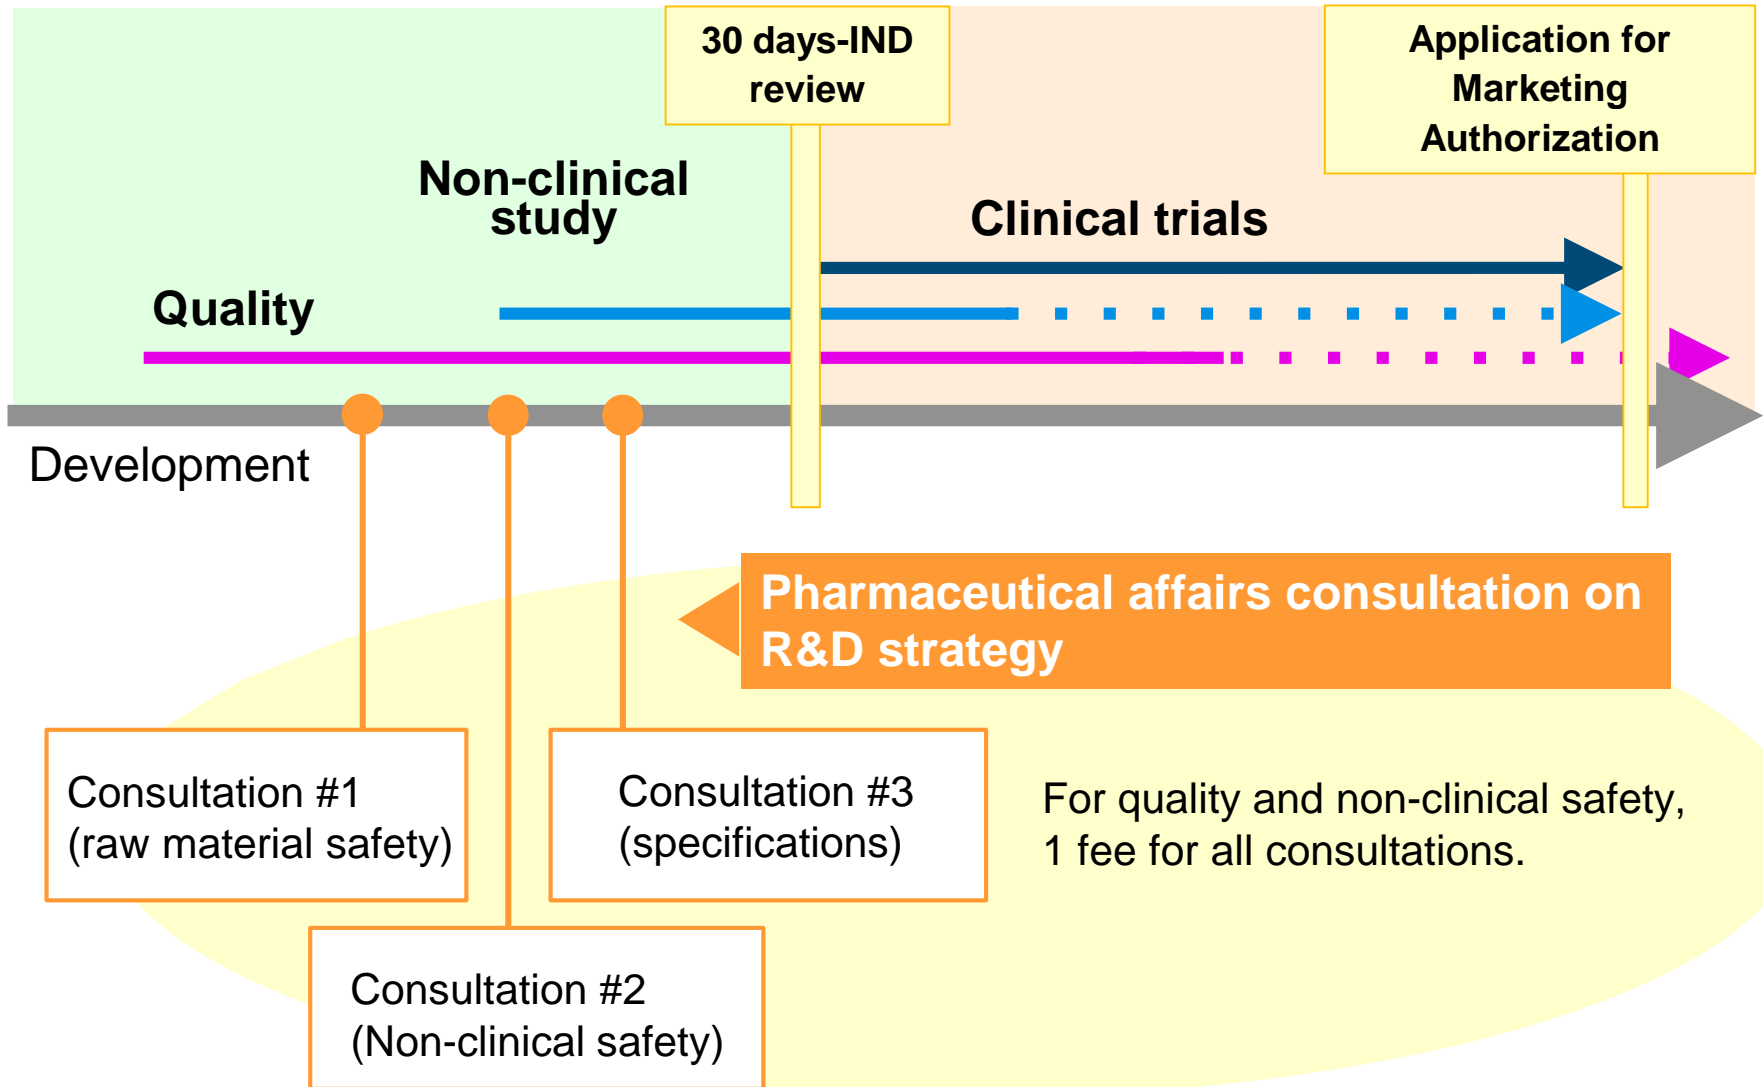 30 days-IND
review
Application for
Marketing
Authorization
Non-clinical
study
Clinical trials
Quality
Development
Pharmaceutical affairs consultation on
R&D strategy
Consultation #1
(raw material safety)
Consultation #3
(specifications)
For quality and non-clinical safety,
1 fee for all consultations.
Consultation #2
(Non-clinical safety)